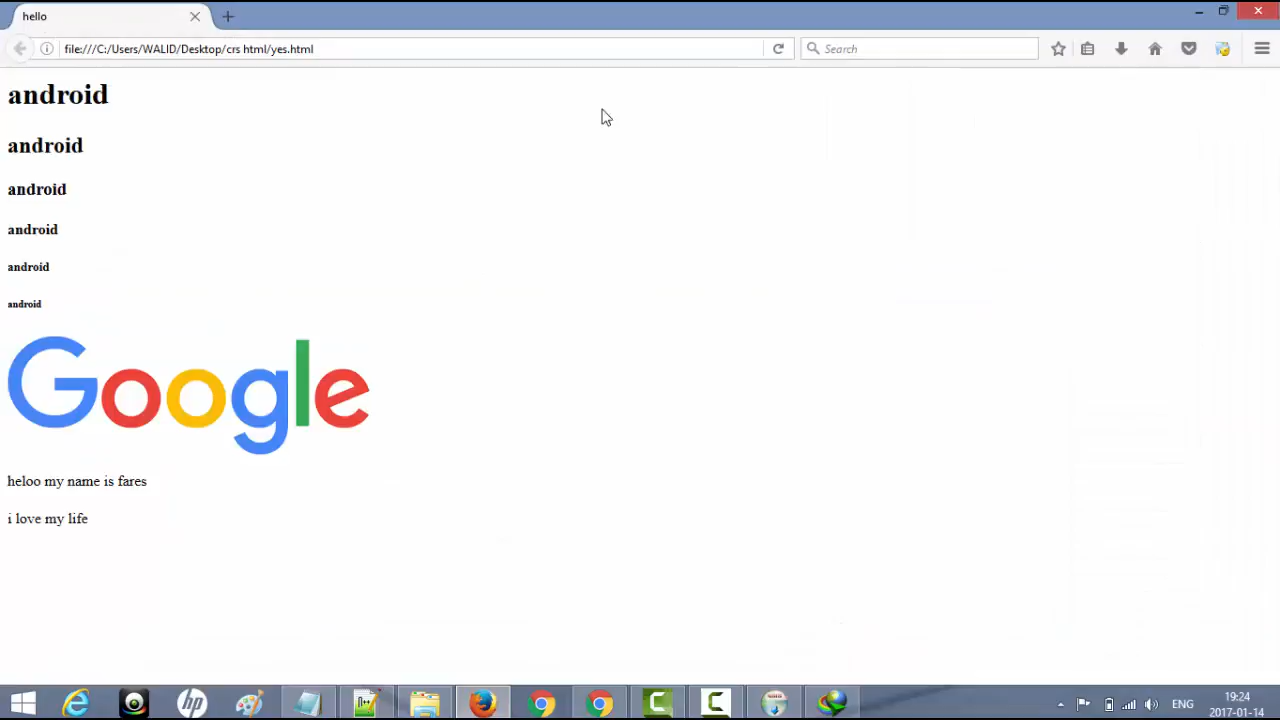 hello
file:///C:/Users/WALID/Desktop/crs html/yes.html
Search
android
android
android
android
android
android
Google
heloo my name is fares
i love my life
ENG
19:24
2017-01-14